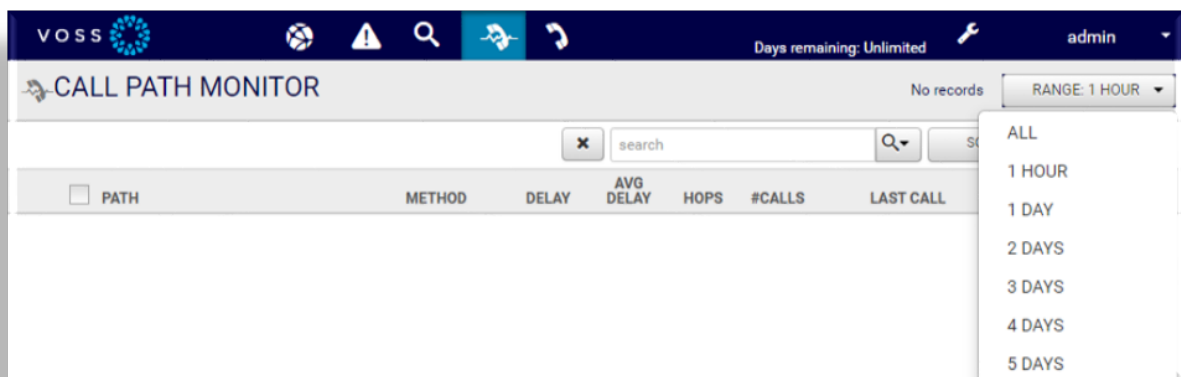 VOSS
Days remaining: Unlimited
admin
CALL PATH MONITOR
No records
RANGE: 1 HOUR
search
ALL
1 HOUR
PATH
METHOD
DELAY
AVG
DELAY
HOPS
#CALLS
LAST CALL
1 DAY
2 DAYS
3 DAYS
4 DAYS
5 DAYS